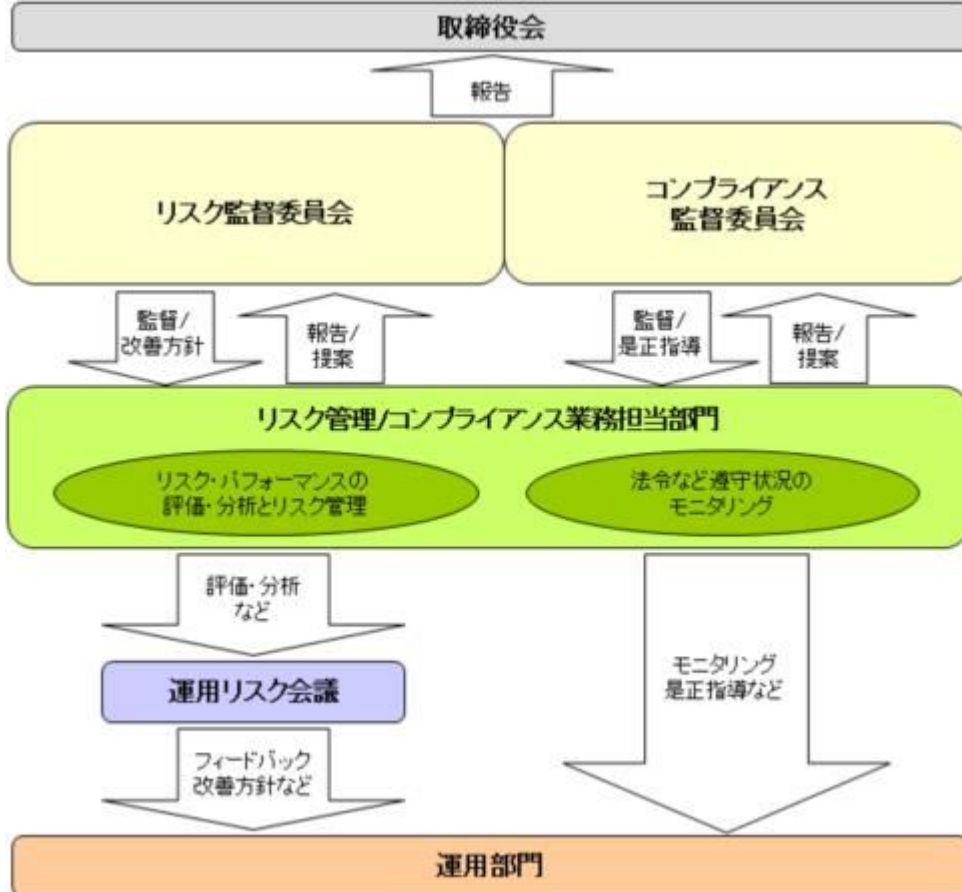 取締役会
報告
リスク監督委員会
コンプライアンス
監督委員会
監督/
改善方針
報告/
提案
監督/
是正指導
報告/
提案
リスク管理/コンプライアンス業務担当部門
リスク・パフォーマンスの
評価・分析とリスク管理
法令など遵守状況の
モニタリング
評価・分析
など
運用リスク会議
フィードバック
改善方針など
モニタリング
是正指導など
運用部門